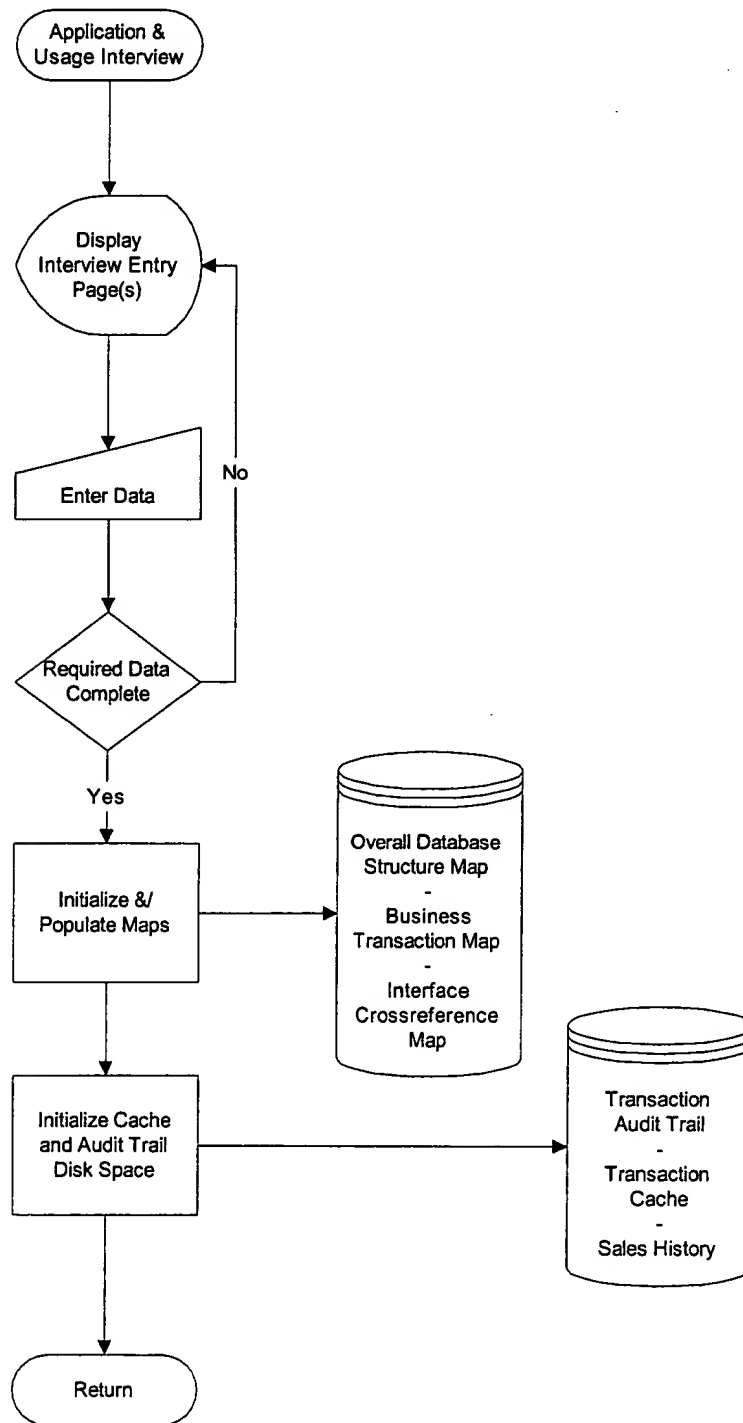 Application &
Usage Interview
Display
Interview Entry
Page(s)
Enter Data
No
Required Data
Complete
Yes
Initialize &/
Populate Maps
Overall Database
Structure Map
-
Business
Transaction Map
-
Interface
Crossreference
Map
Initialize Cache
and Audit Trail
Disk Space
Transaction
Audit Trail
-
Transaction
Cache
-
Sales History
Return